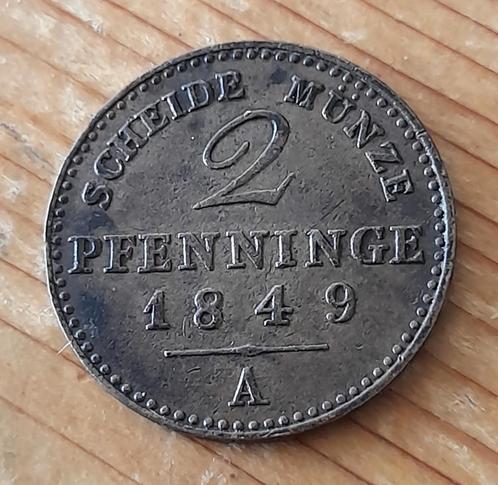 SCHEIDE MÜNZE
2
PFENNINGE
1849
A